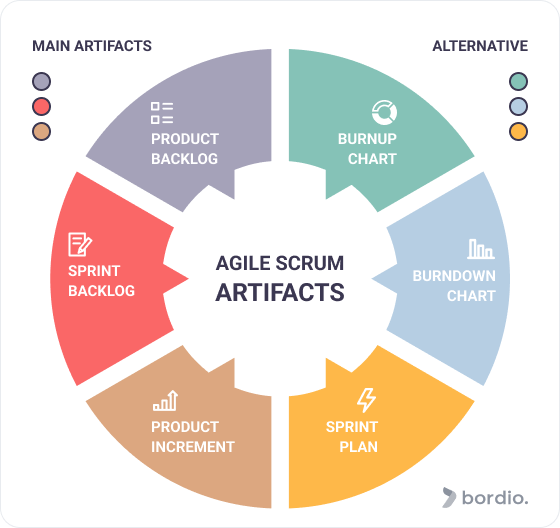 MAIN ARTIFACTS
ALTERNATIVE
PRODUCT
BACKLOG
BURNUP
CHART
SPRINT
BACKLOG
AGILE SCRUM
ARTIFACTS
BURNDOWN
CHART
PRODUCT
INCREMENT
SPRINT
PLAN
bordio.